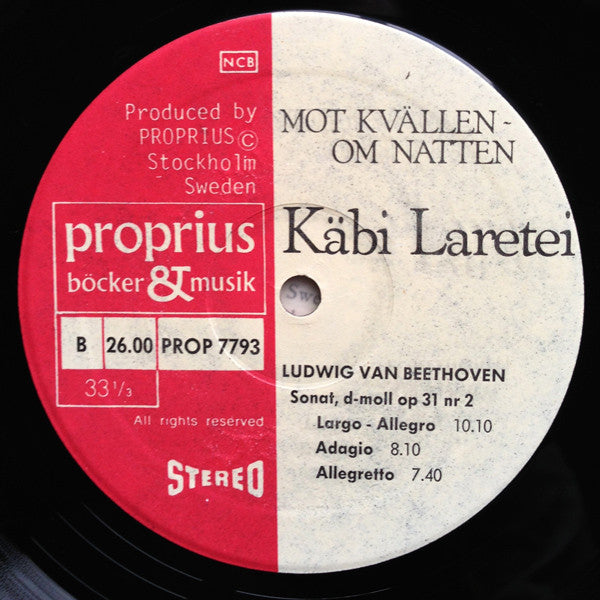 NCB
Produced by
PROPRIUS ©
Stockholm
Sweden
proprius
böcker & musik
B 26.00 PROP 7793
33 1/3
All rights reserved
STEREO
MOT KVÄLLEN -
OM NATTEN
Käbi Laretei
LUDWIG VAN BEETHOVEN
Sonat, d-moll op 31 nr 2
Largo - Allegro 10.10
Adagio 8.10
Allegretto 7.40